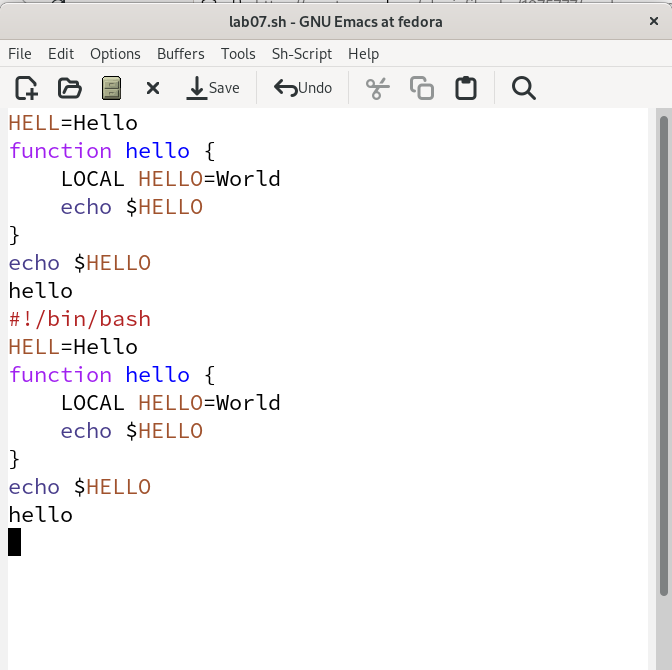 lab07.sh - GNU Emacs at fedora
File Edit Options Buffers Tools Sh-Script Help
Save Undo
HELL=Hello
function hello {
    LOCAL HELLO=World
    echo $HELLO
}
echo $HELLO
hello
#!/bin/bash
HELL=Hello
function hello {
    LOCAL HELLO=World
    echo $HELLO
}
echo $HELLO
hello